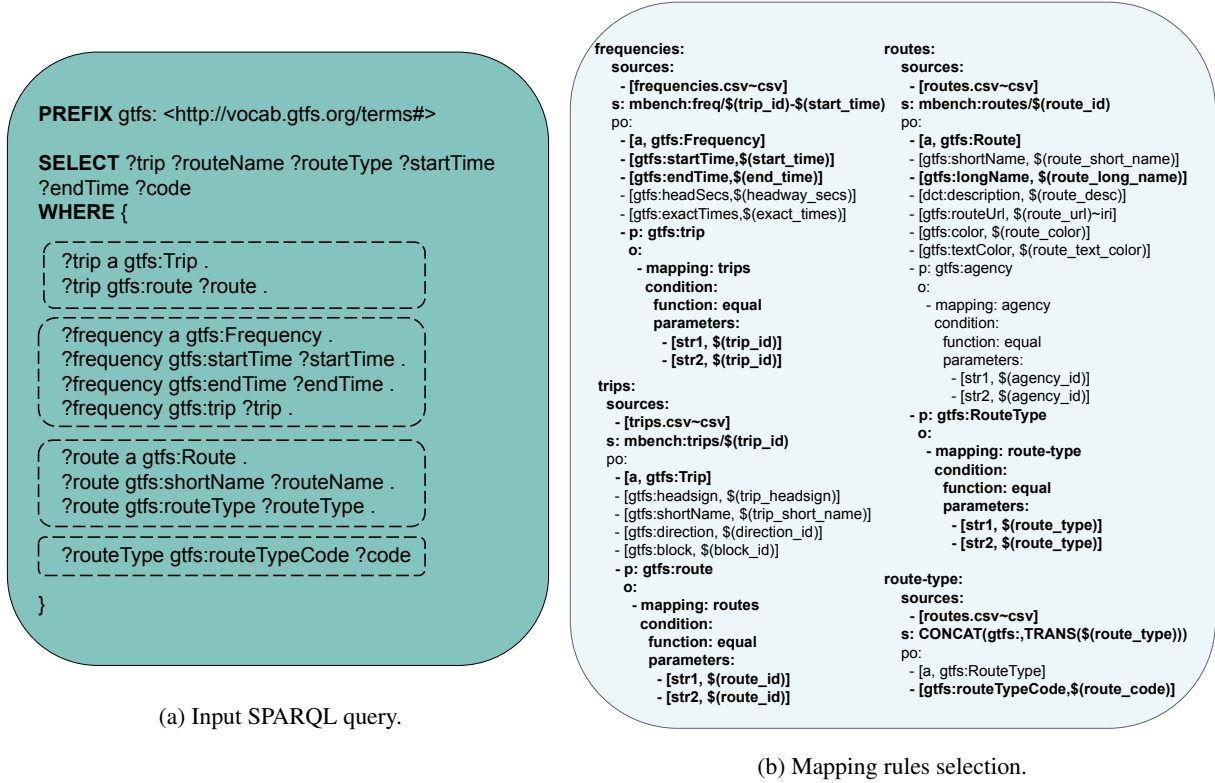 PREFIX gtfs: <http://vocab.gtfs.org/terms#>
SELECT ?trip ?routeName ?routeType ?startTime
?endTime ?code
WHERE {
?trip a gtfs:Trip .
?trip gtfs:route ?route .
?frequency a gtfs:Frequency .
?frequency gtfs:startTime ?startTime .
?frequency gtfs:endTime ?endTime .
?frequency gtfs:trip ?trip .
?route a gtfs:Route .
?route gtfs:shortName ?routeName .
?route gtfs:routeType ?routeType .
?routeType gtfs:routeTypeCode ?code
}
(a) Input SPARQL query.
frequencies:
sources:
- [frequencies.csv~csv]
s: mbench:freq/$(trip_id)-$(start_time)
po:
- [a, gtfs:Frequency]
- [gtfs:startTime,$(start_time)]
- [gtfs:endTime,$(end_time)]
- [gtfs:headSecs,$(headway_secs)]
- [gtfs:exactTimes,$(exact_times)]
- p: gtfs:trip
o:
- mapping: trips
condition:
function: equal
parameters:
- [str1, $(trip_id)]
- [str2, $(trip_id)]
trips:
sources:
- [trips.csv~csv]
s: mbench:trips/$(trip_id)
po:
- [a, gtfs:Trip]
- [gtfs:headsign, $(trip_headsign)]
- [gtfs:shortName, $(trip_short_name)]
- [gtfs:direction, $(direction_id)]
- [gtfs:block, $(block_id)]
- p: gtfs:route
o:
- mapping: routes
condition:
function: equal
parameters:
- [str1, $(route_id)]
- [str2, $(route_id)]
routes:
sources:
- [routes.csv~csv]
s: mbench:routes/$(route_id)
po:
- [a, gtfs:Route]
- [gtfs:shortName, $(route_short_name)]
- [gtfs:longName, $(route_long_name)]
- [dct:description, $(route_desc)]
- [gtfs:routeUrl, $(route_url)~iri]
- [gtfs:color, $(route_color)]
- [gtfs:textColor, $(route_text_color)]
- p: gtfs:agency
o:
- mapping: agency
condition:
function: equal
parameters:
- [str1, $(agency_id)]
- [str2, $(agency_id)]
- p: gtfs:RouteType
o:
- mapping: route-type
condition:
function: equal
parameters:
- [str1, $(route_type)]
- [str2, $(route_type)]
route-type:
sources:
- [routes.csv~csv]
s: CONCAT(gtfs:,TRANS($(route_type)))
po:
- [a, gtfs:RouteType]
- [gtfs:routeTypeCode,$(route_code)]
(b) Mapping rules selection.